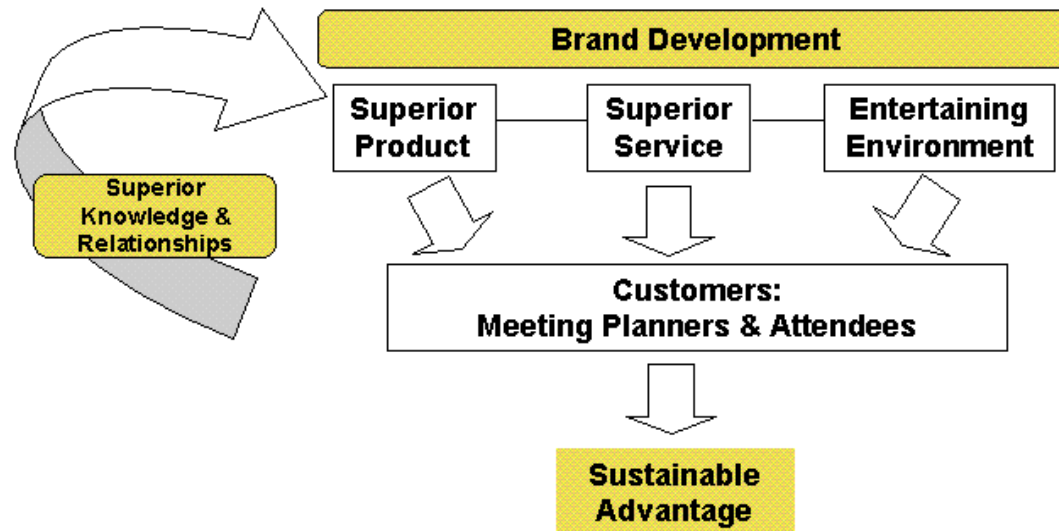 Brand Development
Superior
Product
Superior
Service
Entertaining
Environment
Superior
Knowledge &
Relationships
Customers:
Meeting Planners & Attendees
Sustainable
Advantage